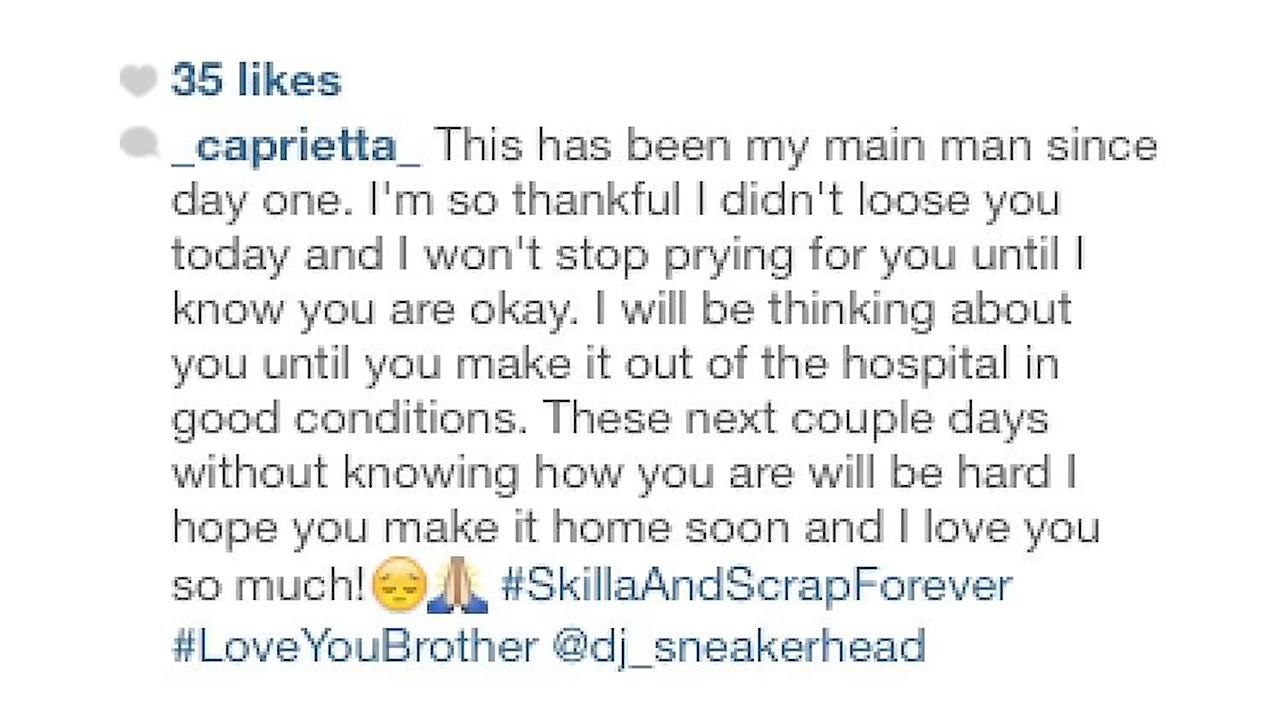 35 likes
_caprietta_ This has been my main man since
day one. I'm so thankful I didn't loose you
today and I won't stop prying for you until I
know you are okay. I will be thinking about
you until you make it out of the hospital in
good conditions. These next couple days
without knowing how you are will be hard I
hope you make it home soon and I love you
so much!😔🙏 #SkillaAndScrapForever
#LoveYouBrother @dj_sneakerhead